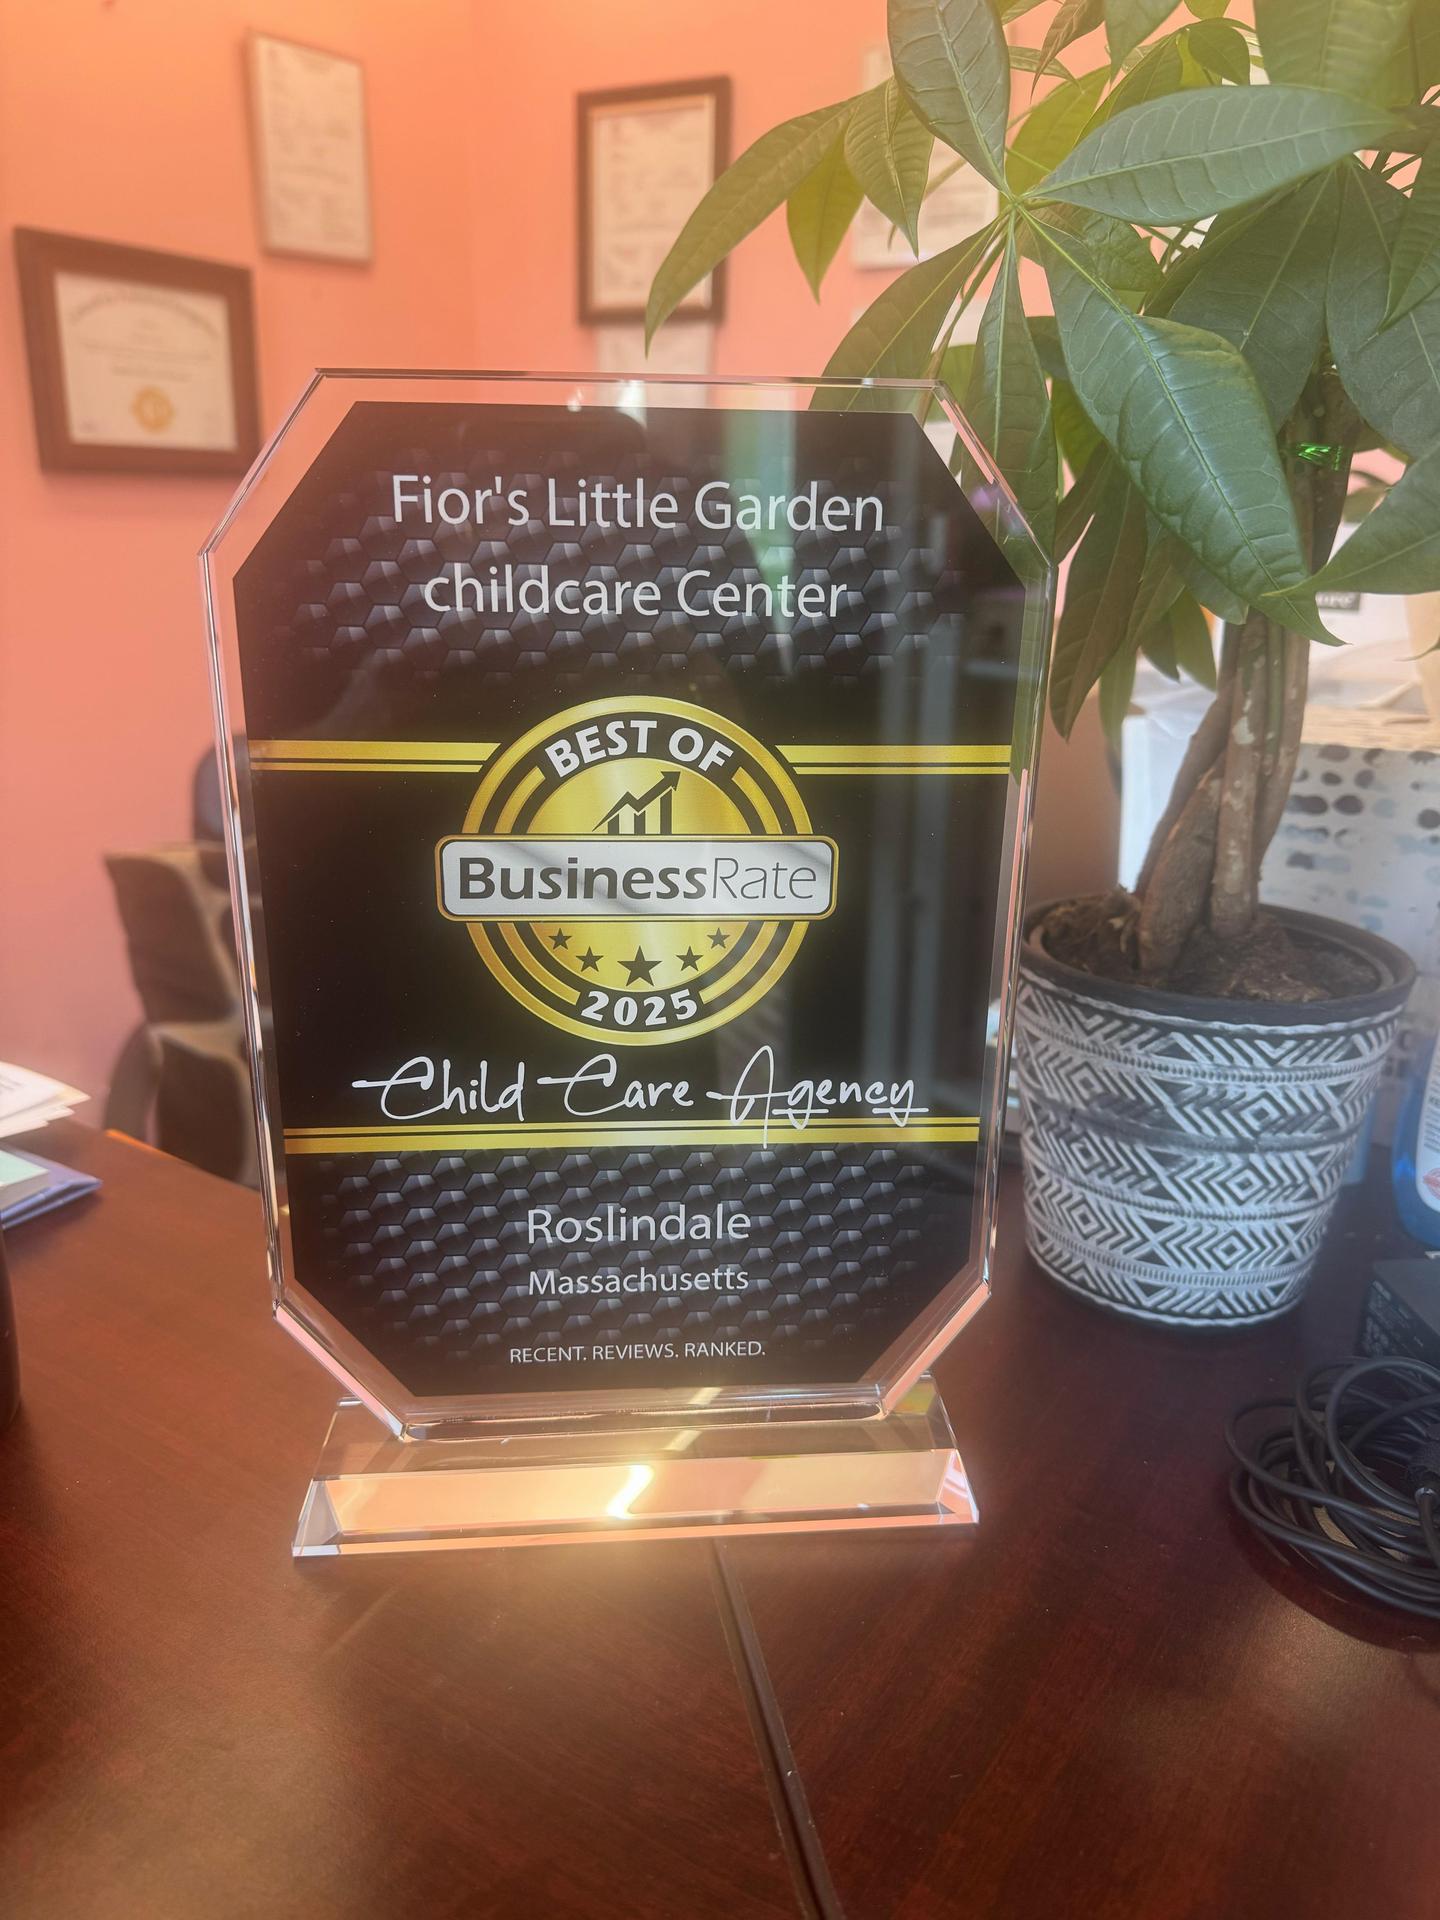 Fior's Little Garden
childcare Center
BEST OF
BusinessRate
2025
Child Care Agency
Roslindale
Massachusetts
RECENT. REVIEWS. RANKED.